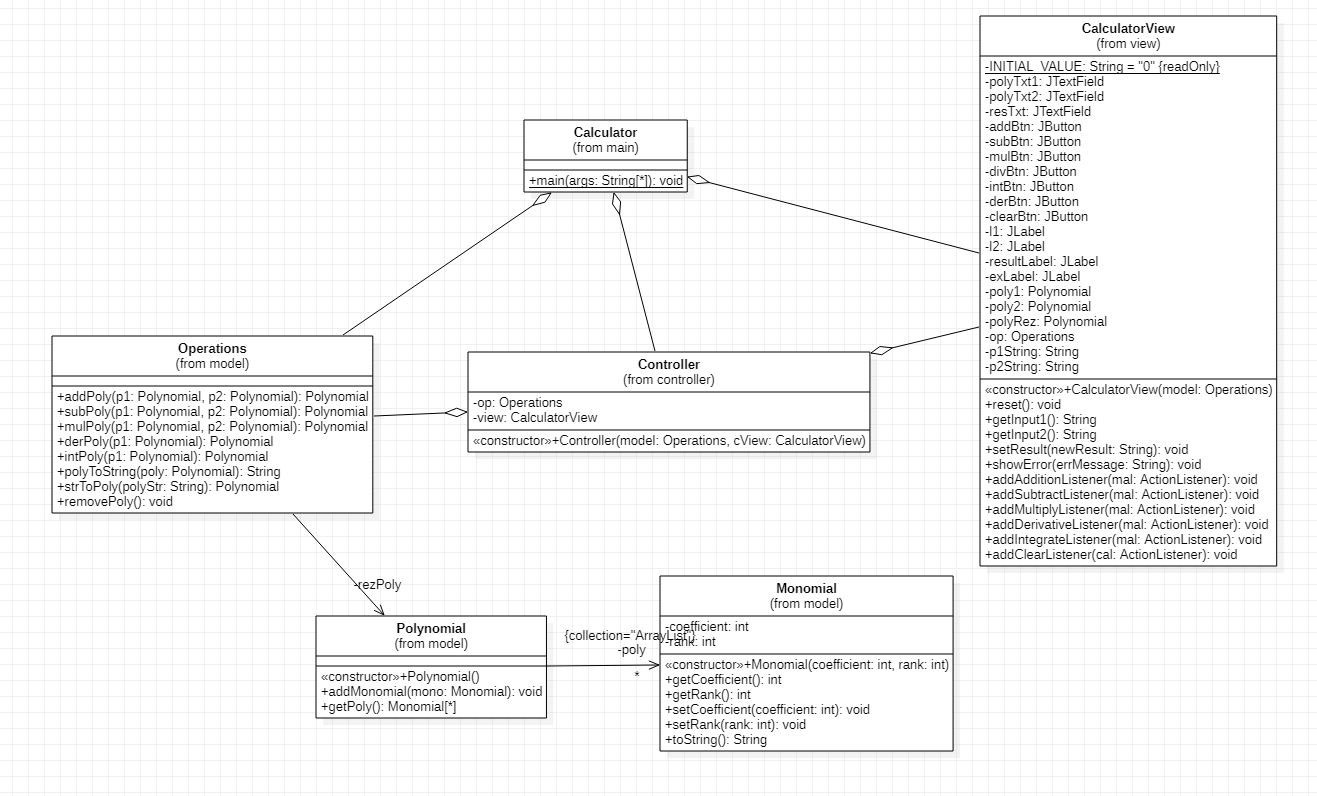 CalculatorView
(from view)
-INITIAL_VALUE: String = "0" {readOnly}
-polyTxt1: JTextField
-polyTxt2: JTextField
-resTxt: JTextField
-addBtn: JButton
-subBtn: JButton
-mulBtn: JButton
-divBtn: JButton
-intBtn: JButton
-derBtn: JButton
-clearBtn: JButton
-l1: JLabel
-l2: JLabel
-resultLabel: JLabel
-exLabel: JLabel
-poly1: Polynomial
-poly2: Polynomial
-polyRez: Polynomial
-op: Operations
-p1String: String
-p2String: String
«constructor»+CalculatorView(model: Operations)
+reset(): void
+getInput1(): String
+getInput2(): String
+setResult(newResult: String): void
+showError(errMessage: String): void
+addAdditionListener(mal: ActionListener): void
+addSubtractListener(mal: ActionListener): void
+addMultiplyListener(mal: ActionListener): void
+addDerivativeListener(mal: ActionListener): void
+addIntegrateListener(mal: ActionListener): void
+addClearListener(cal: ActionListener): void
Calculator
(from main)
+main(args: String[*]): void
Operations
(from model)
+addPoly(p1: Polynomial, p2: Polynomial): Polynomial
+subPoly(p1: Polynomial, p2: Polynomial): Polynomial
+mulPoly(p1: Polynomial, p2: Polynomial): Polynomial
+derPoly(p1: Polynomial): Polynomial
+intPoly(p1: Polynomial): Polynomial
+polyToString(poly: Polynomial): String
+strToPoly(polyStr: String): Polynomial
+removePoly(): void
Controller
(from controller)
-op: Operations
-view: CalculatorView
«constructor»+Controller(model: Operations, cView: CalculatorView)
-rezPoly
Polynomial
(from model)
«constructor»+Polynomial()
+addMonomial(mono: Monomial): void
+getPoly(): Monomial[*]
{collection="ArrayList"}
-poly
*
Monomial
(from model)
-coefficient: int
-rank: int
«constructor»+Monomial(coefficient: int, rank: int)
+getCoefficient(): int
+getRank(): int
+setCoefficient(coefficient: int): void
+setRank(rank: int): void
+toString(): String